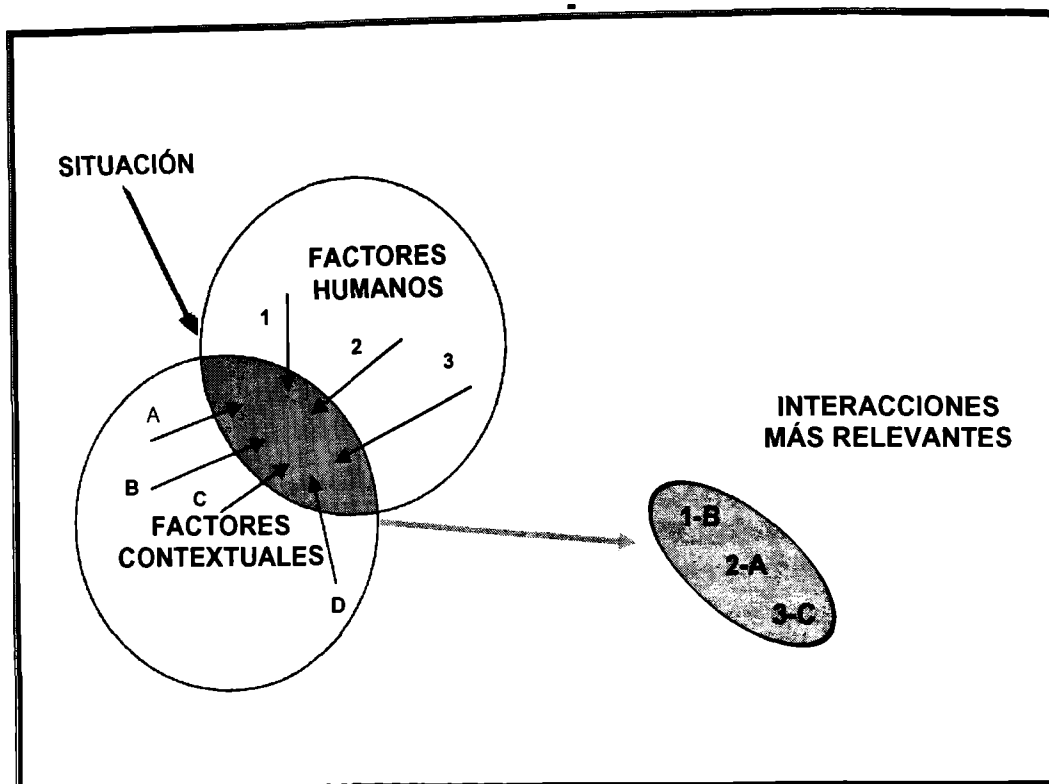 SITUACIÓN
FACTORES
HUMANOS
1
2
3
A
B
C
FACTORES
CONTEXTUALES
D
INTERACCIONES
MÁS RELEVANTES
1-B
2-A
3-C